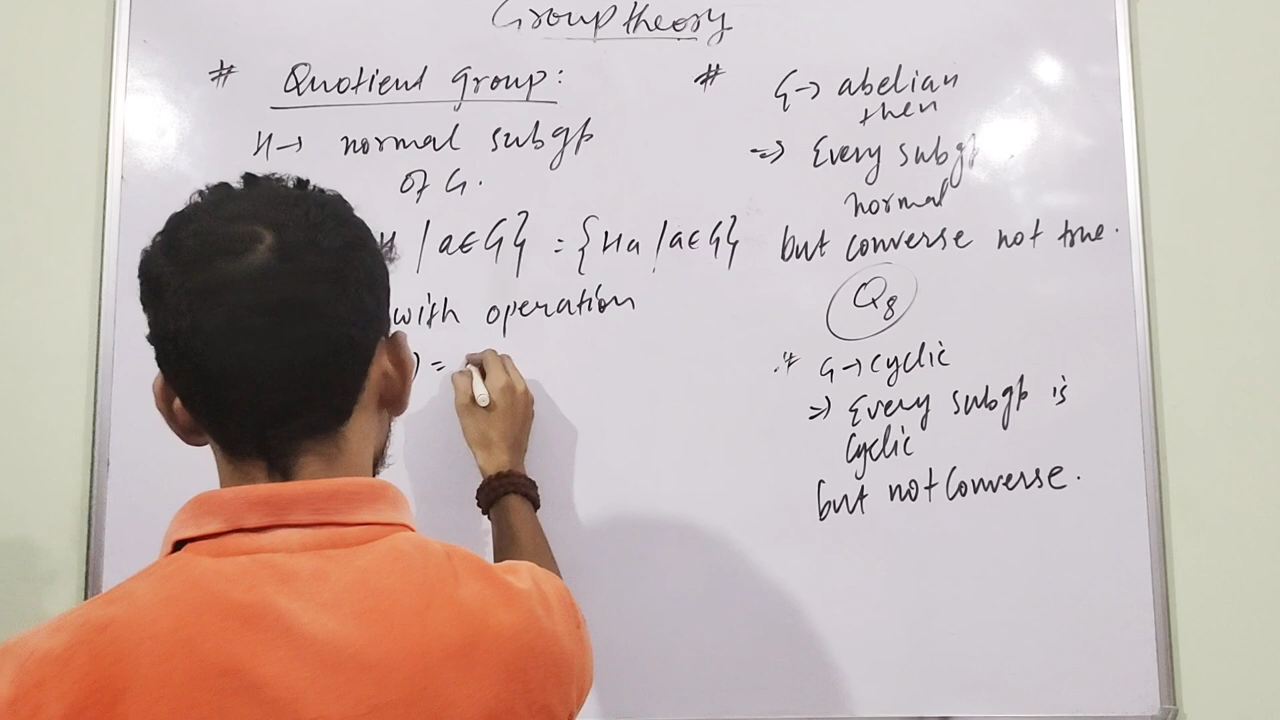 Group theory
# Quotient group:
H→ normal subgp
of G.
H | a∈G} = {Ha | a∈G}
with operation
) =
# G→ abelian
then
=> Every subgp
normal
but converse not true.
Q8
# G→cyclic
=> Every subgp is
Cyclic
but not converse.